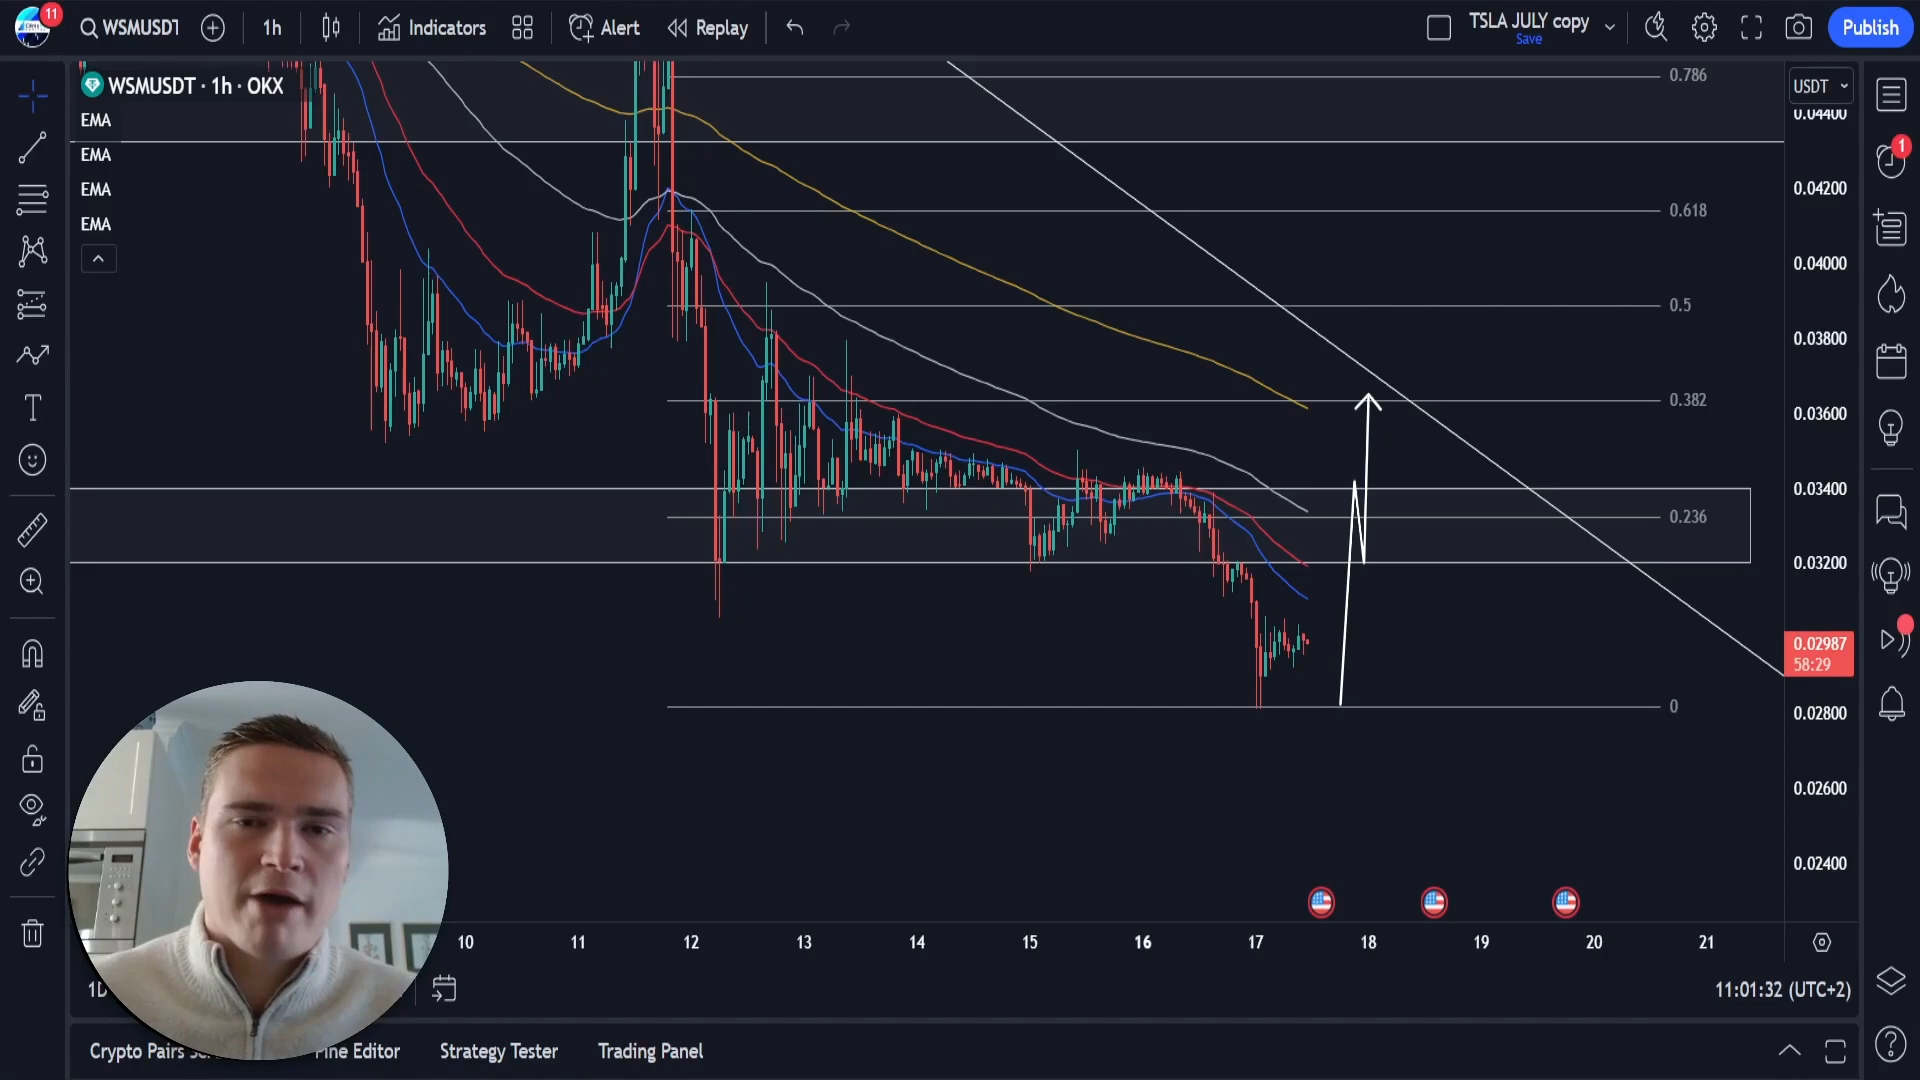 11
WSMUSDT
1h
Indicators
Alert
Replay
TSLA JULY copy
Save
Publish
WSMUSDT · 1h · OKX
EMA
EMA
EMA
EMA
0.786
0.618
0.5
0.382
0.236
0
USDT
0.04400
0.04200
0.04000
0.03800
0.03600
0.03400
0.03200
0.02987
58:29
0.02800
0.02600
0.02400
1
10 11 12 13 14 15 16 17 18 19 20 21
11:01:32 (UTC+2)
Crypto Pairs
Pine Editor
Strategy Tester
Trading Panel